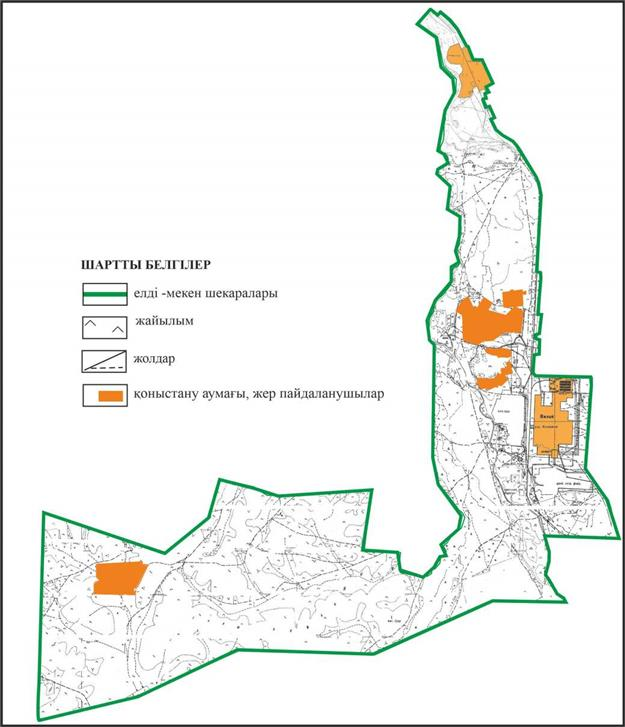 ШАРТТЫ БЕЛГІЛЕР
елді -мекен шекаралары
жайылым
жолдар
қоныстану аумағы, жер пайдаланушылар